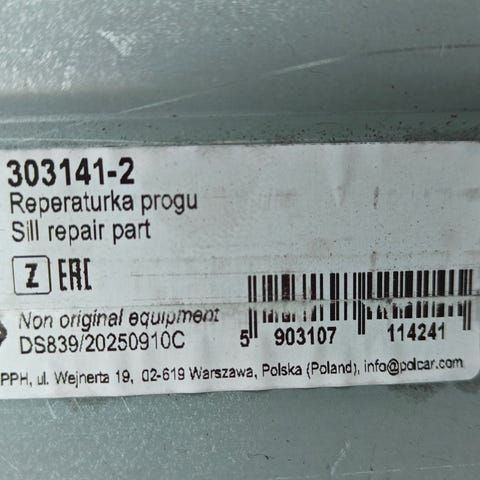 303141-2
Reperaturka progu
Sill repair part
Z EAC
Non original equipment
DS839/20250910C
5 903107 114241
PPH, ul. Wejnerta 19, 02-619 Warszawa, Polska (Poland), info@polcar.com